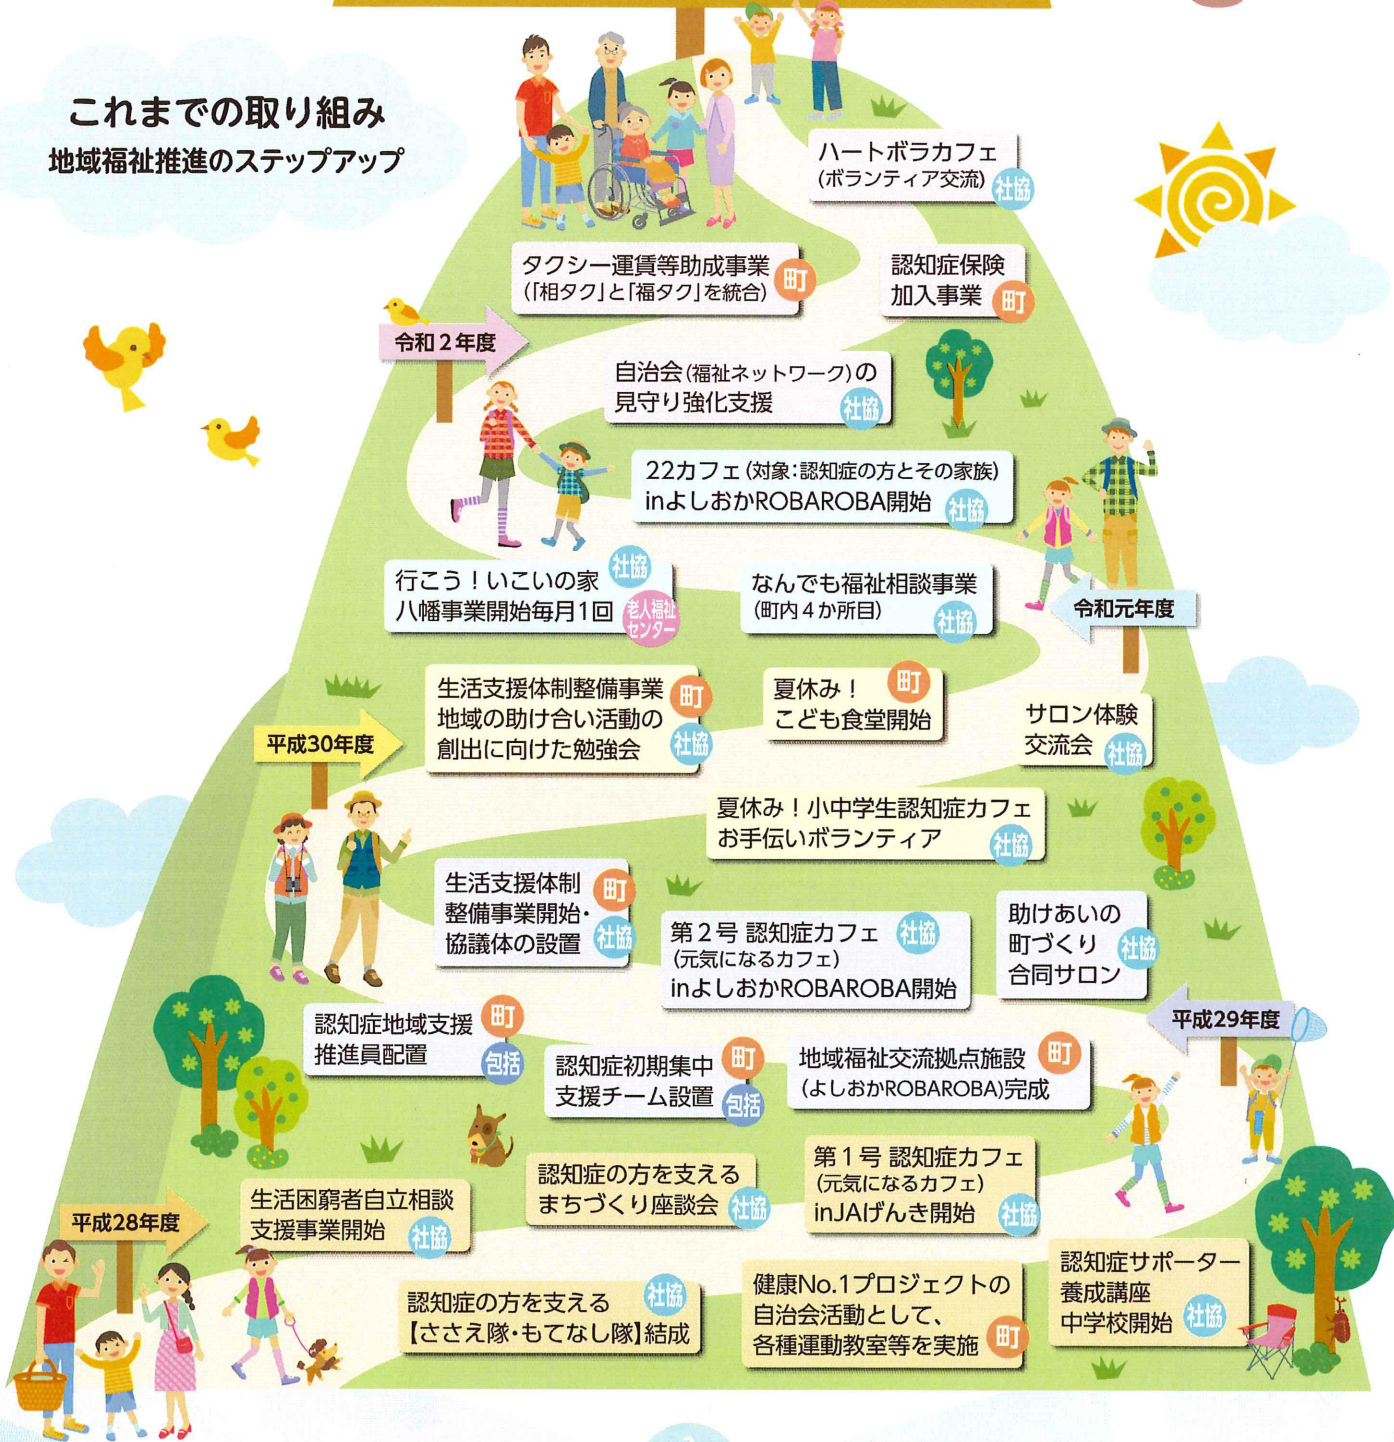 これまでの取り組み
地域福祉推進のステップアップ
ハートボラカフェ
(ボランティア交流)
社協
タクシー運賃等助成事業
(「相タク」と「福タク」を統合)
町
認知症保険
加入事業
町
令和2年度
自治会(福祉ネットワーク)の
見守り強化支援
社協
22カフェ(対象:認知症の方とその家族)
inよしおかROBAROBA開始
社協
行こう!いこいの家
八幡事業開始毎月1回
社協
老人福祉
センター
なんでも福祉相談事業
(町内4か所目)
社協
令和元年度
生活支援体制整備事業
地域の助け合い活動の
創出に向けた勉強会
町
社協
夏休み!
こども食堂開始
町
サロン体験
交流会
社協
平成30年度
夏休み!小中学生認知症カフェ
お手伝いボランティア
社協
生活支援体制
整備事業開始・
協議体の設置
町
社協
第2号 認知症カフェ
(元気になるカフェ)
inよしおかROBAROBA開始
社協
助けあいの
町づくり
合同サロン
社協
平成29年度
認知症地域支援
推進員配置
町
包括
認知症初期集中
支援チーム設置
町
包括
地域福祉交流拠点施設
(よしおかROBAROBA)完成
町
平成28年度
生活困窮者自立相談
支援事業開始
社協
認知症の方を支える
まちづくり座談会
社協
第1号 認知症カフェ
(元気になるカフェ)
inJAげんき開始
社協
認知症の方を支える
【ささえ隊・もてなし隊】結成
社協
健康No.1プロジェクトの
自治会活動として、
各種運動教室等を実施
町
認知症サポーター
養成講座
中学校開始
社協